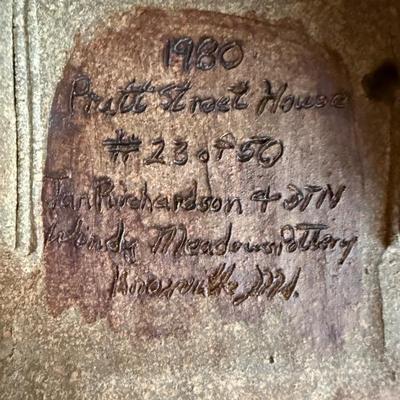 1980
Pratt Street House
# 23 of 50
Jan Richardson &
Windy Meadows Pottery
Knoxville Md.